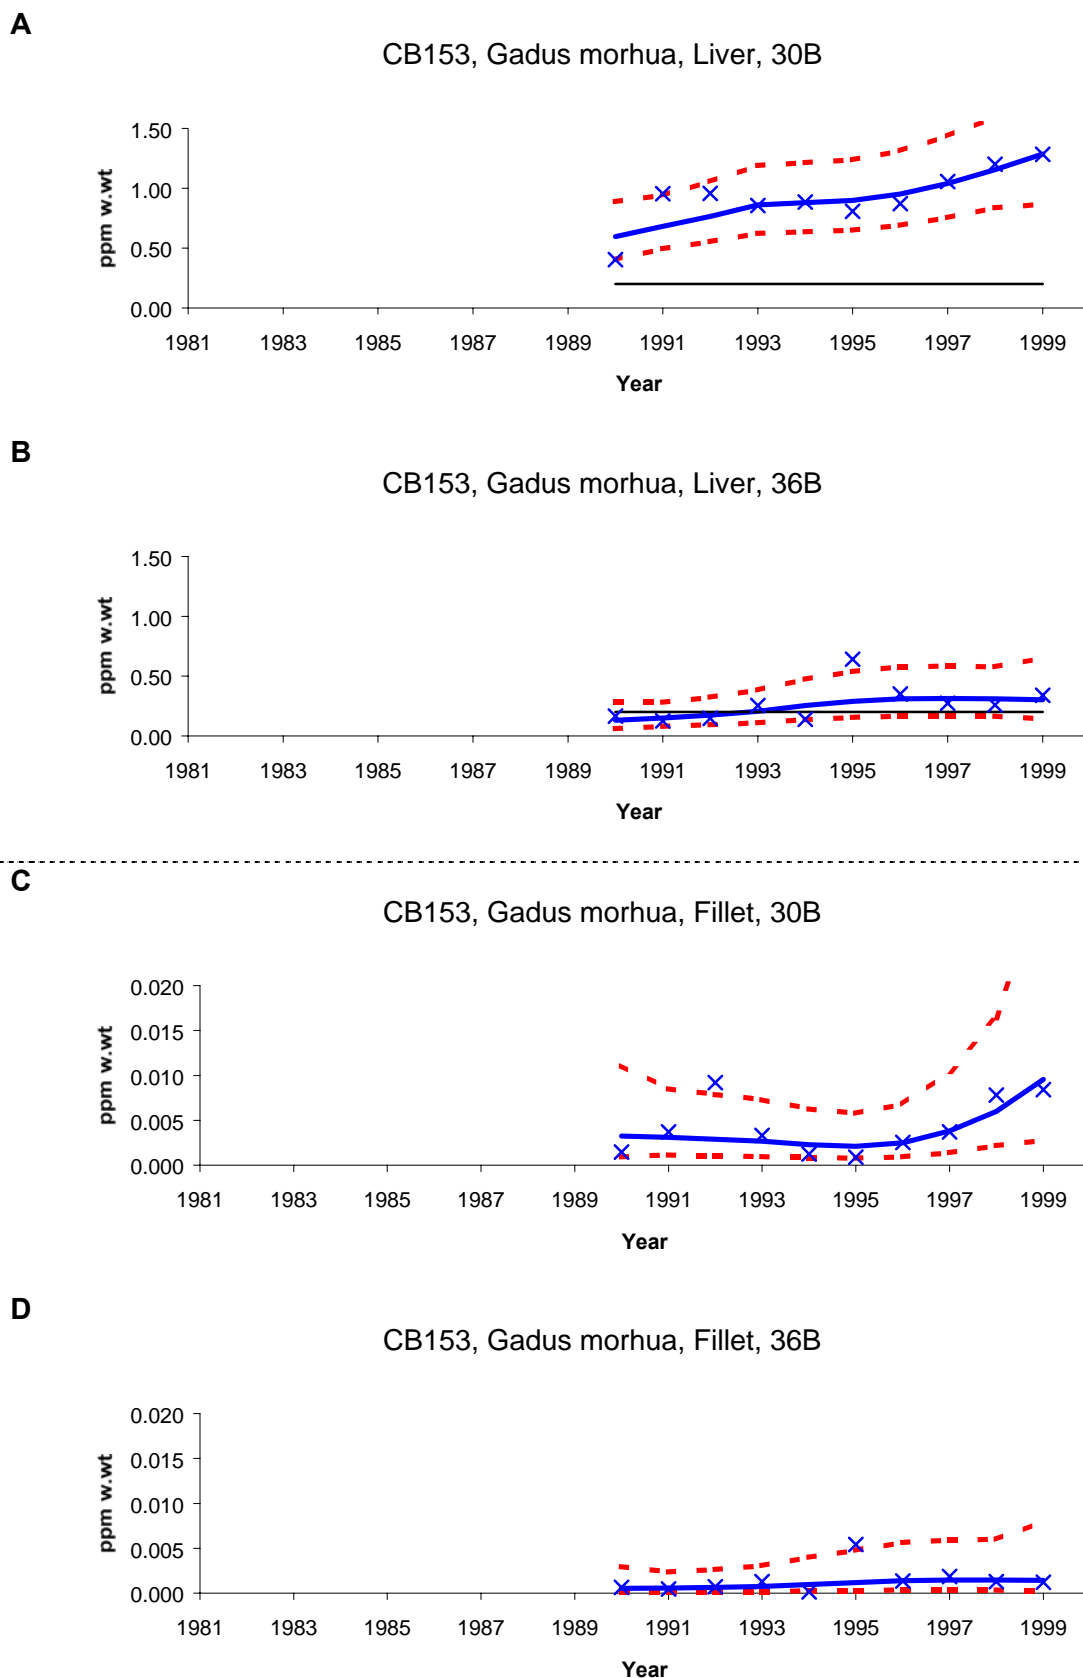 A
CB153, Gadus morhua, Liver, 30B
ppm w.wt
1.50
1.00
0.50
0.00
1981 1983 1985 1987 1989 1991 1993 1995 1997 1999
Year
B
CB153, Gadus morhua, Liver, 36B
ppm w.wt
1.50
1.00
0.50
0.00
1981 1983 1985 1987 1989 1991 1993 1995 1997 1999
Year
C
CB153, Gadus morhua, Fillet, 30B
ppm w.wt
0.020
0.015
0.010
0.005
0.000
1981 1983 1985 1987 1989 1991 1993 1995 1997 1999
Year
D
CB153, Gadus morhua, Fillet, 36B
ppm w.wt
0.020
0.015
0.010
0.005
0.000
1981 1983 1985 1987 1989 1991 1993 1995 1997 1999
Year